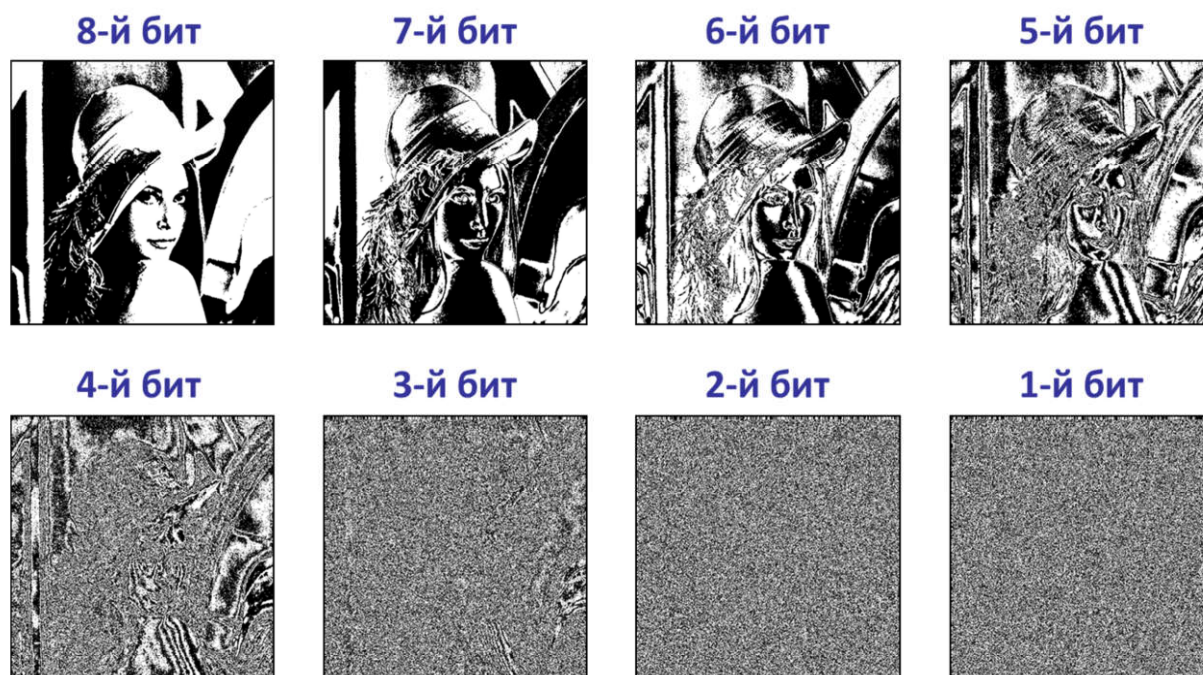 8-й бит
7-й бит
6-й бит
5-й бит
4-й бит
3-й бит
2-й бит
1-й бит